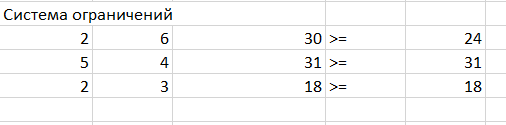 Система ограничений
2 6 30 >= 24
5 4 31 >= 31
2 3 18 >= 18